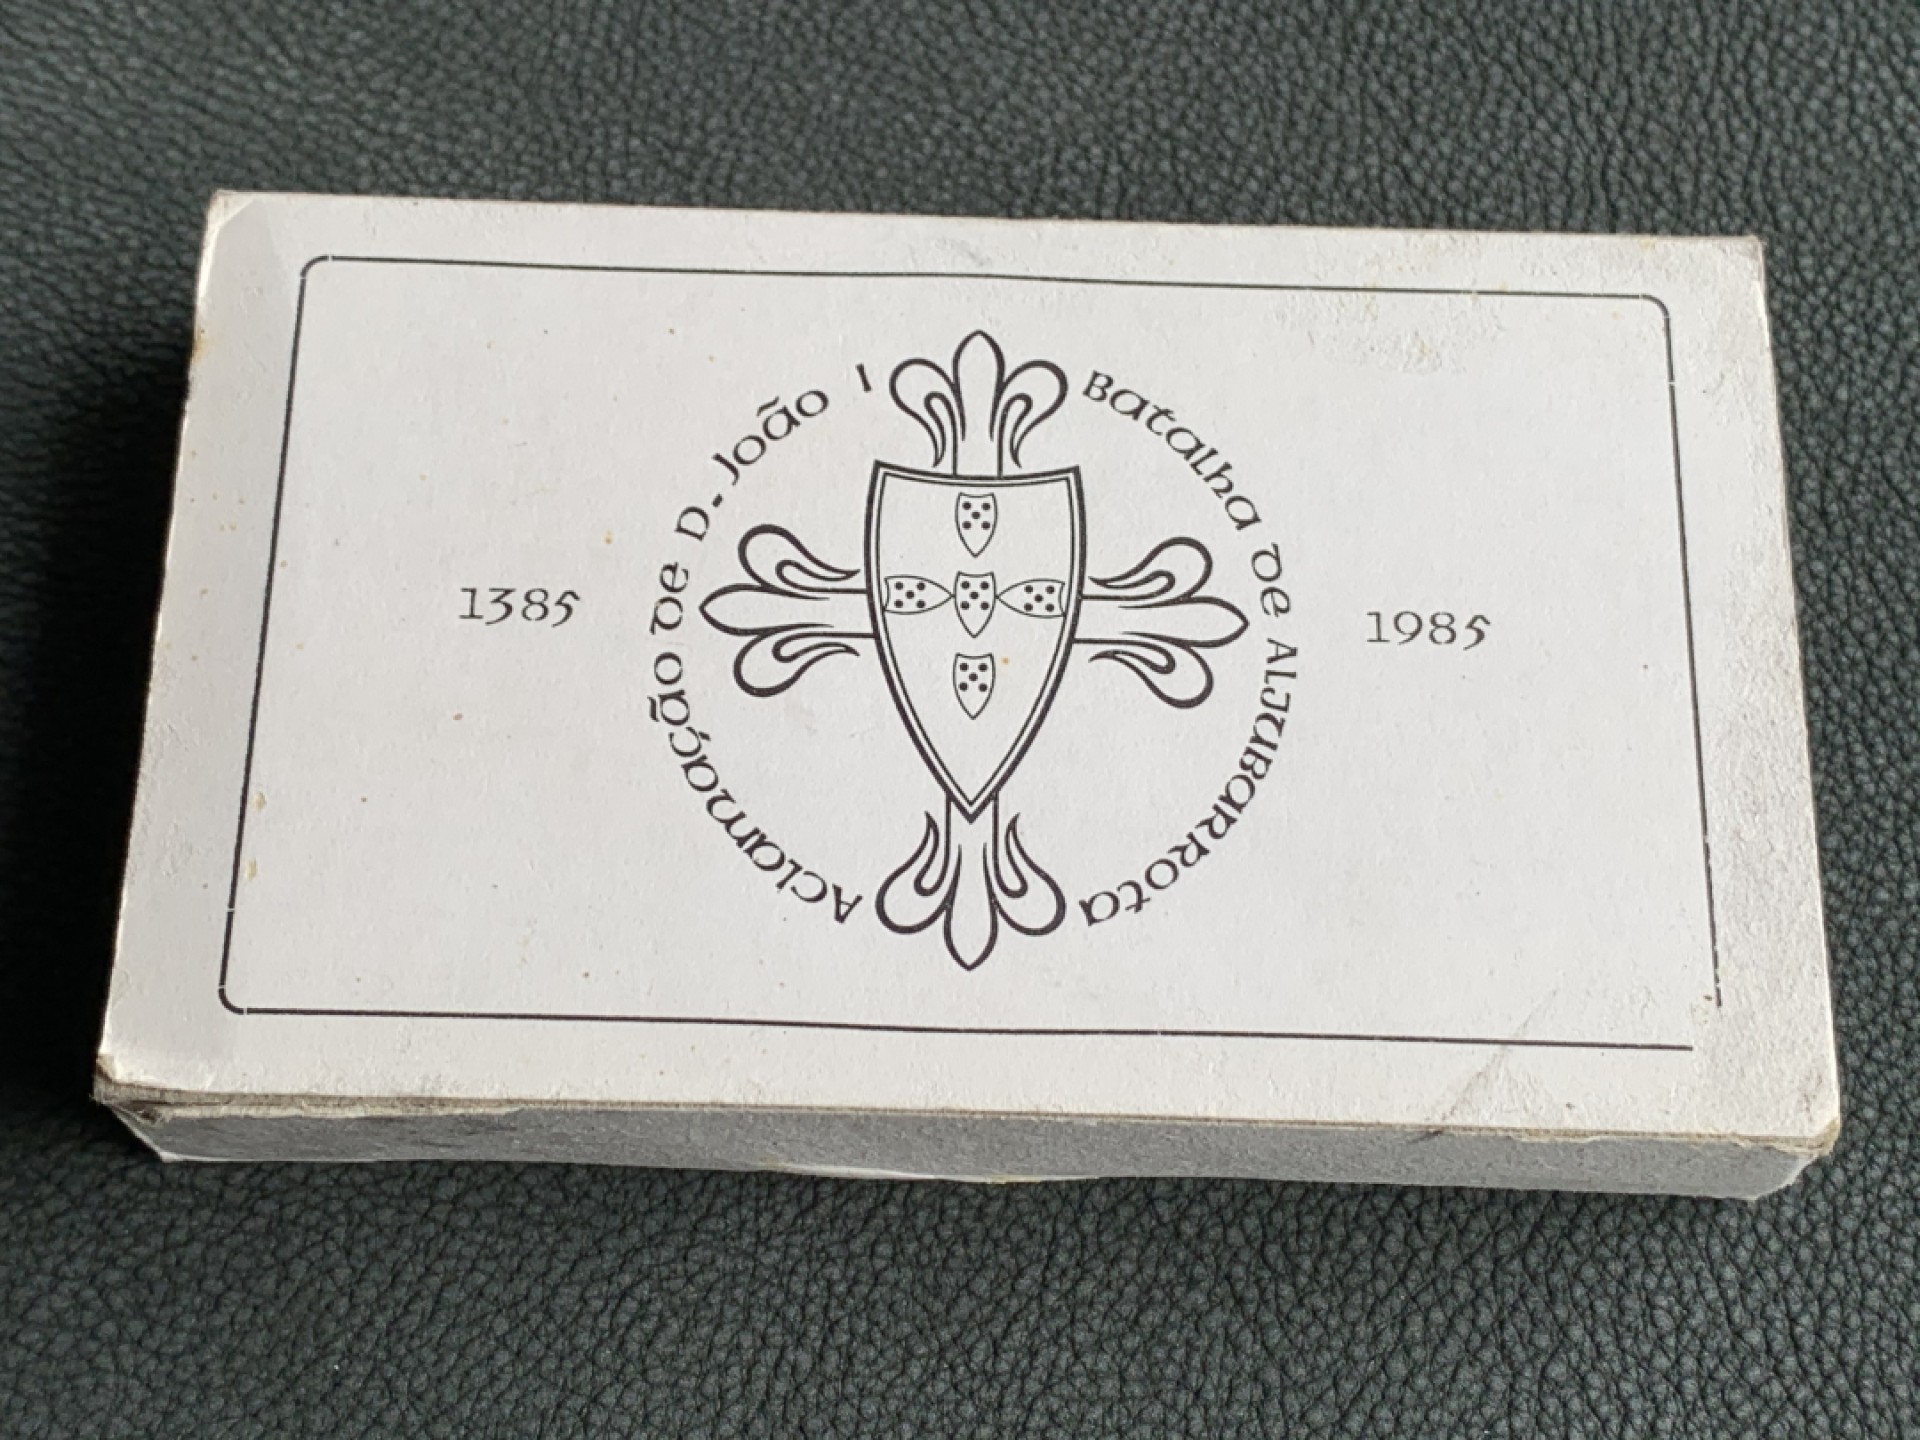 1385
Aclamação de D. João I
Batalha de Aljubarrota
1985